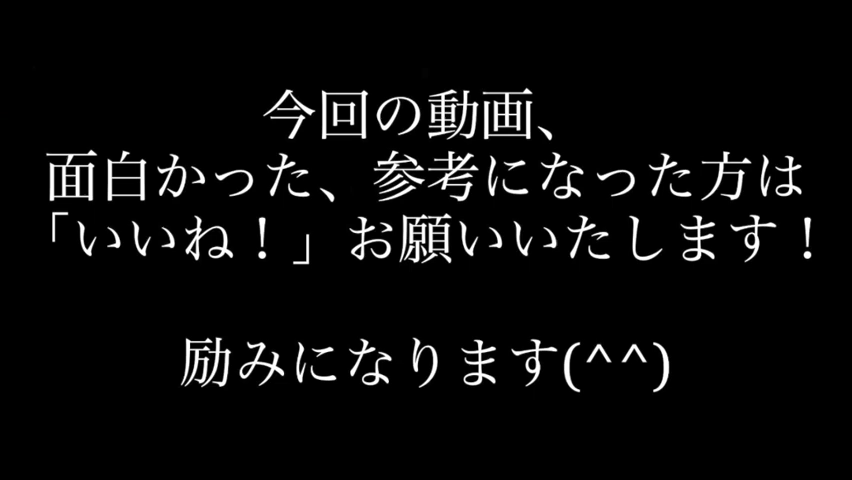 今回の動画、
面白かった、参考になった方は
「いいね！」お願いいたします！
励みになります(^^)